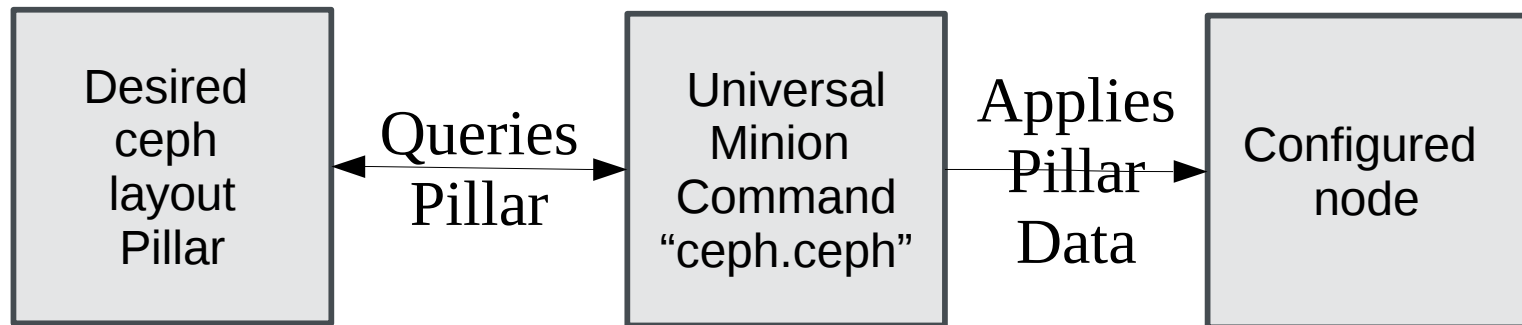 Desired
ceph
layout
Pillar
Queries
Pillar
Universal
Minion
Command
“ceph.ceph”
Applies
Pillar
Data
Configured
node